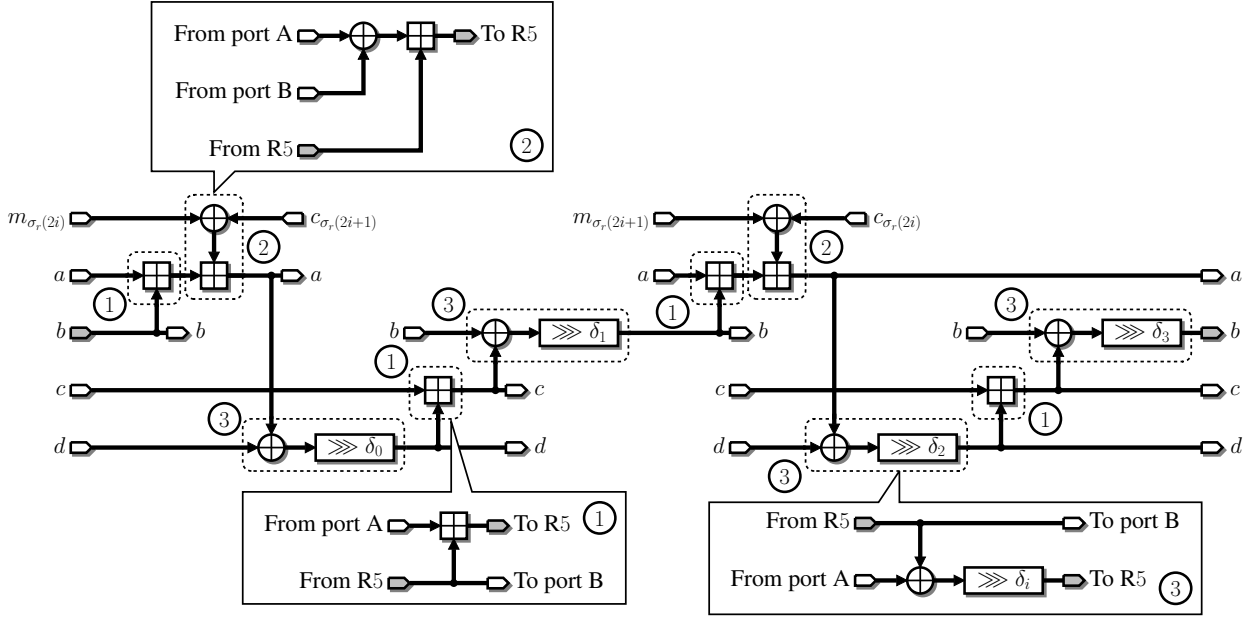 From port A To R5
From port B
From R5 2
m_{σ_r(2i)} c_{σ_r(2i+1)} m_{σ_r(2i+1)} c_{σ_r(2i)}
2 2
a a a a
1 3 1 3
b b b ⋙ δ_1 b b ⋙ δ_3 b
1
c c c c
3 1
d ⋙ δ_0 d d ⋙ δ_2 d
3
From port A To R5 1
From R5 To port B
From R5 To port B
From port A ⋙ δ_i To R5 3